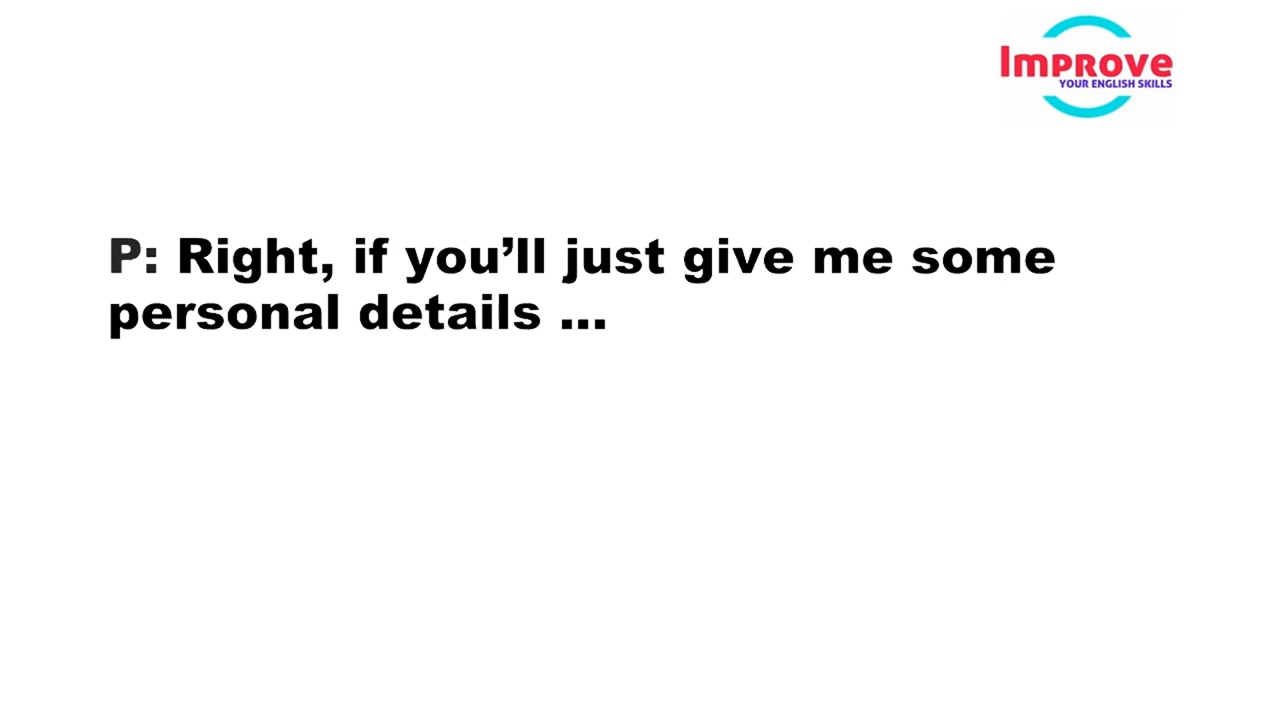 Improve
YOUR ENGLISH SKILLS
P: Right, if you’ll just give me some
personal details ...